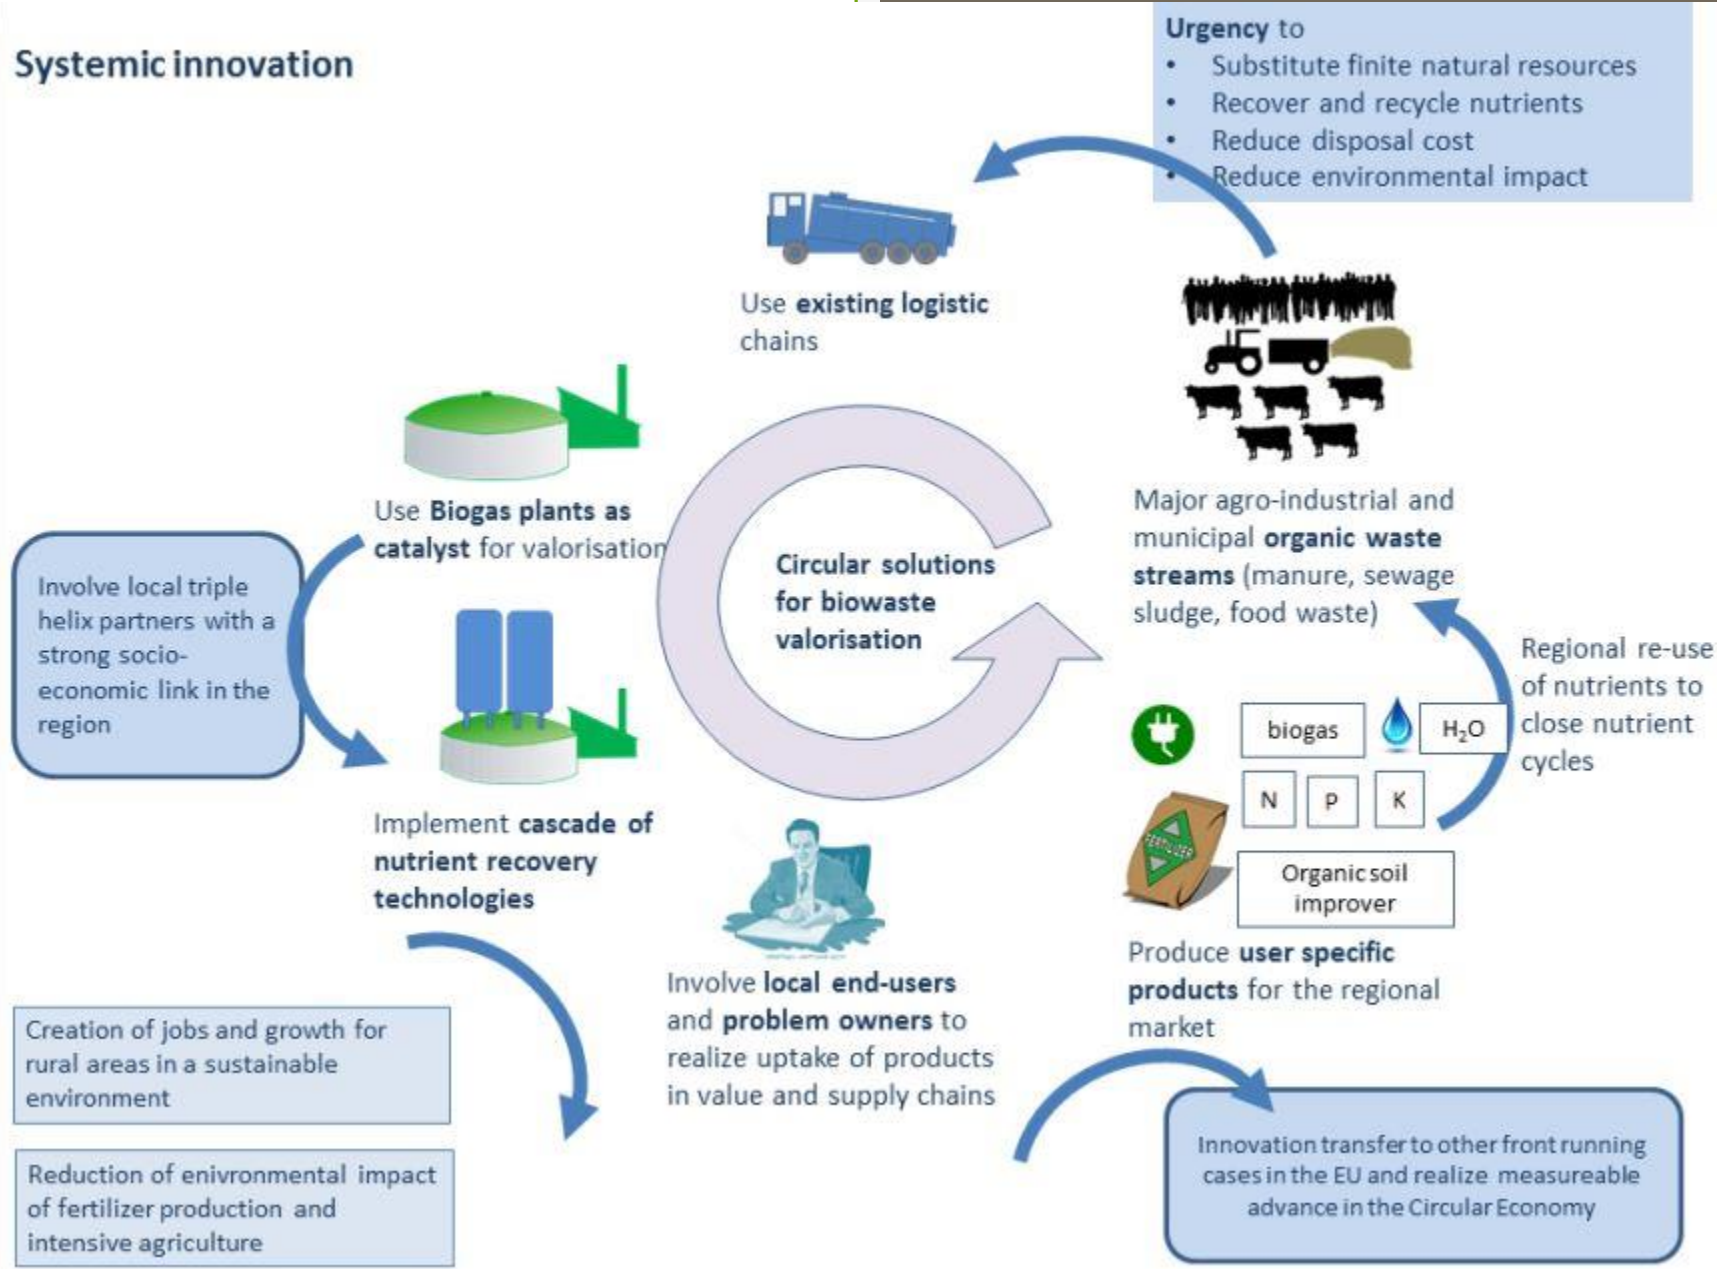 Systemic innovation
Urgency to
• Substitute finite natural resources
• Recover and recycle nutrients
• Reduce disposal cost
• Reduce environmental impact
Use existing logistic
chains
Use Biogas plants as
catalyst for valorisation
Involve local triple
helix partners with a
strong socio-
economic link in the
region
Circular solutions
for biowaste
valorisation
Major agro-industrial and
municipal organic waste
streams (manure, sewage
sludge, food waste)
Regional re-use
of nutrients to
close nutrient
cycles
biogas
H₂O
N
P
K
FERTILIZER
Organic soil
improver
Implement cascade of
nutrient recovery
technologies
Involve local end-users
and problem owners to
realize uptake of products
in value and supply chains
Produce user specific
products for the regional
market
Creation of jobs and growth for
rural areas in a sustainable
environment
Reduction of enivronmental impact
of fertilizer production and
intensive agriculture
Innovation transfer to other front running
cases in the EU and realize measureable
advance in the Circular Economy